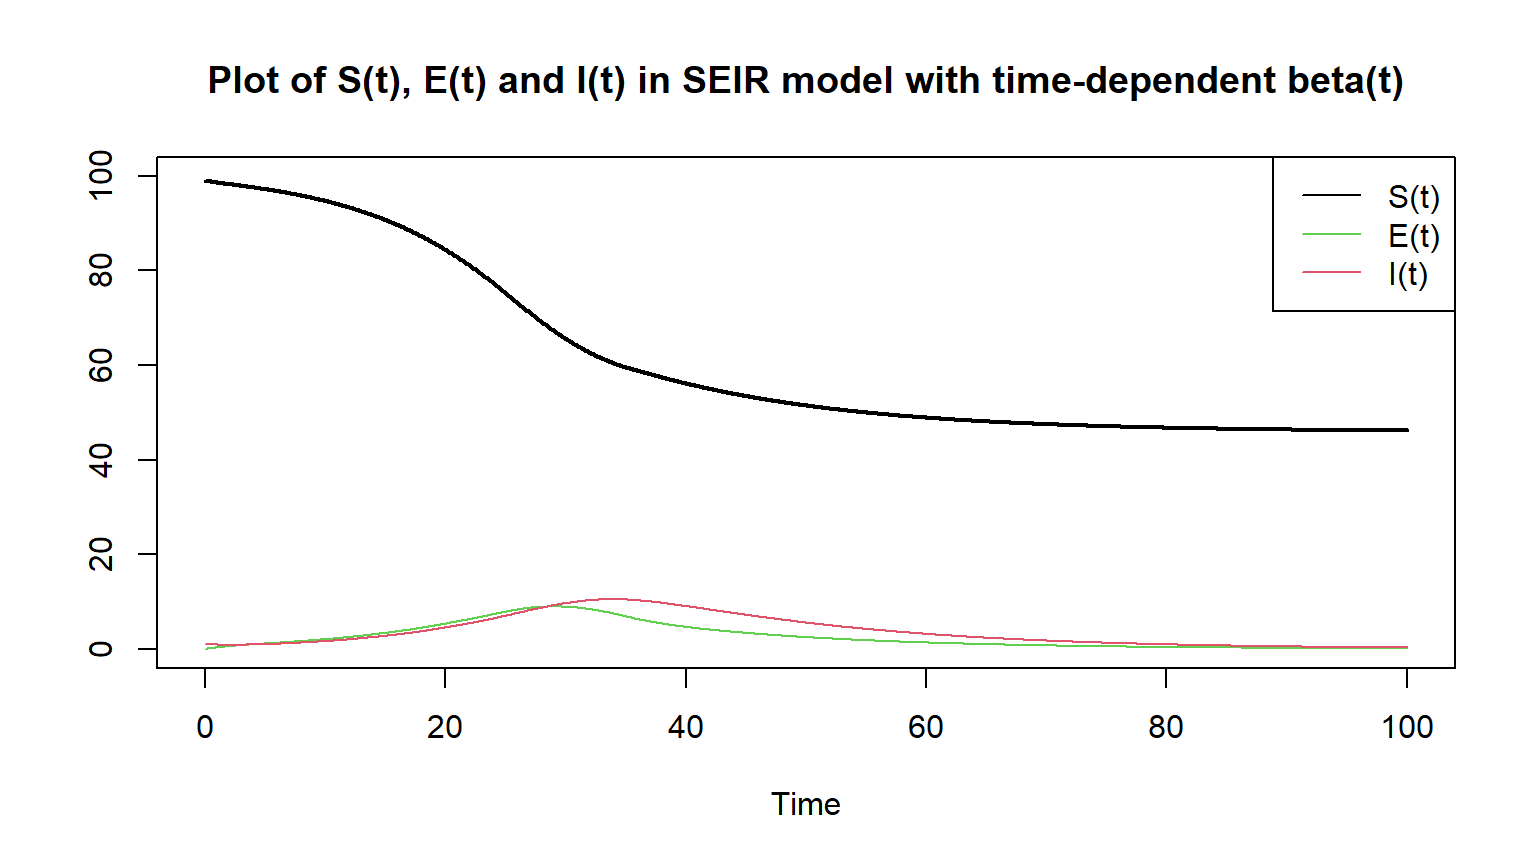 Plot of S(t), E(t) and I(t) in SEIR model with time-dependent beta(t)
100
80
60
40
20
0
S(t)
E(t)
I(t)
0 20 40 60 80 100
Time